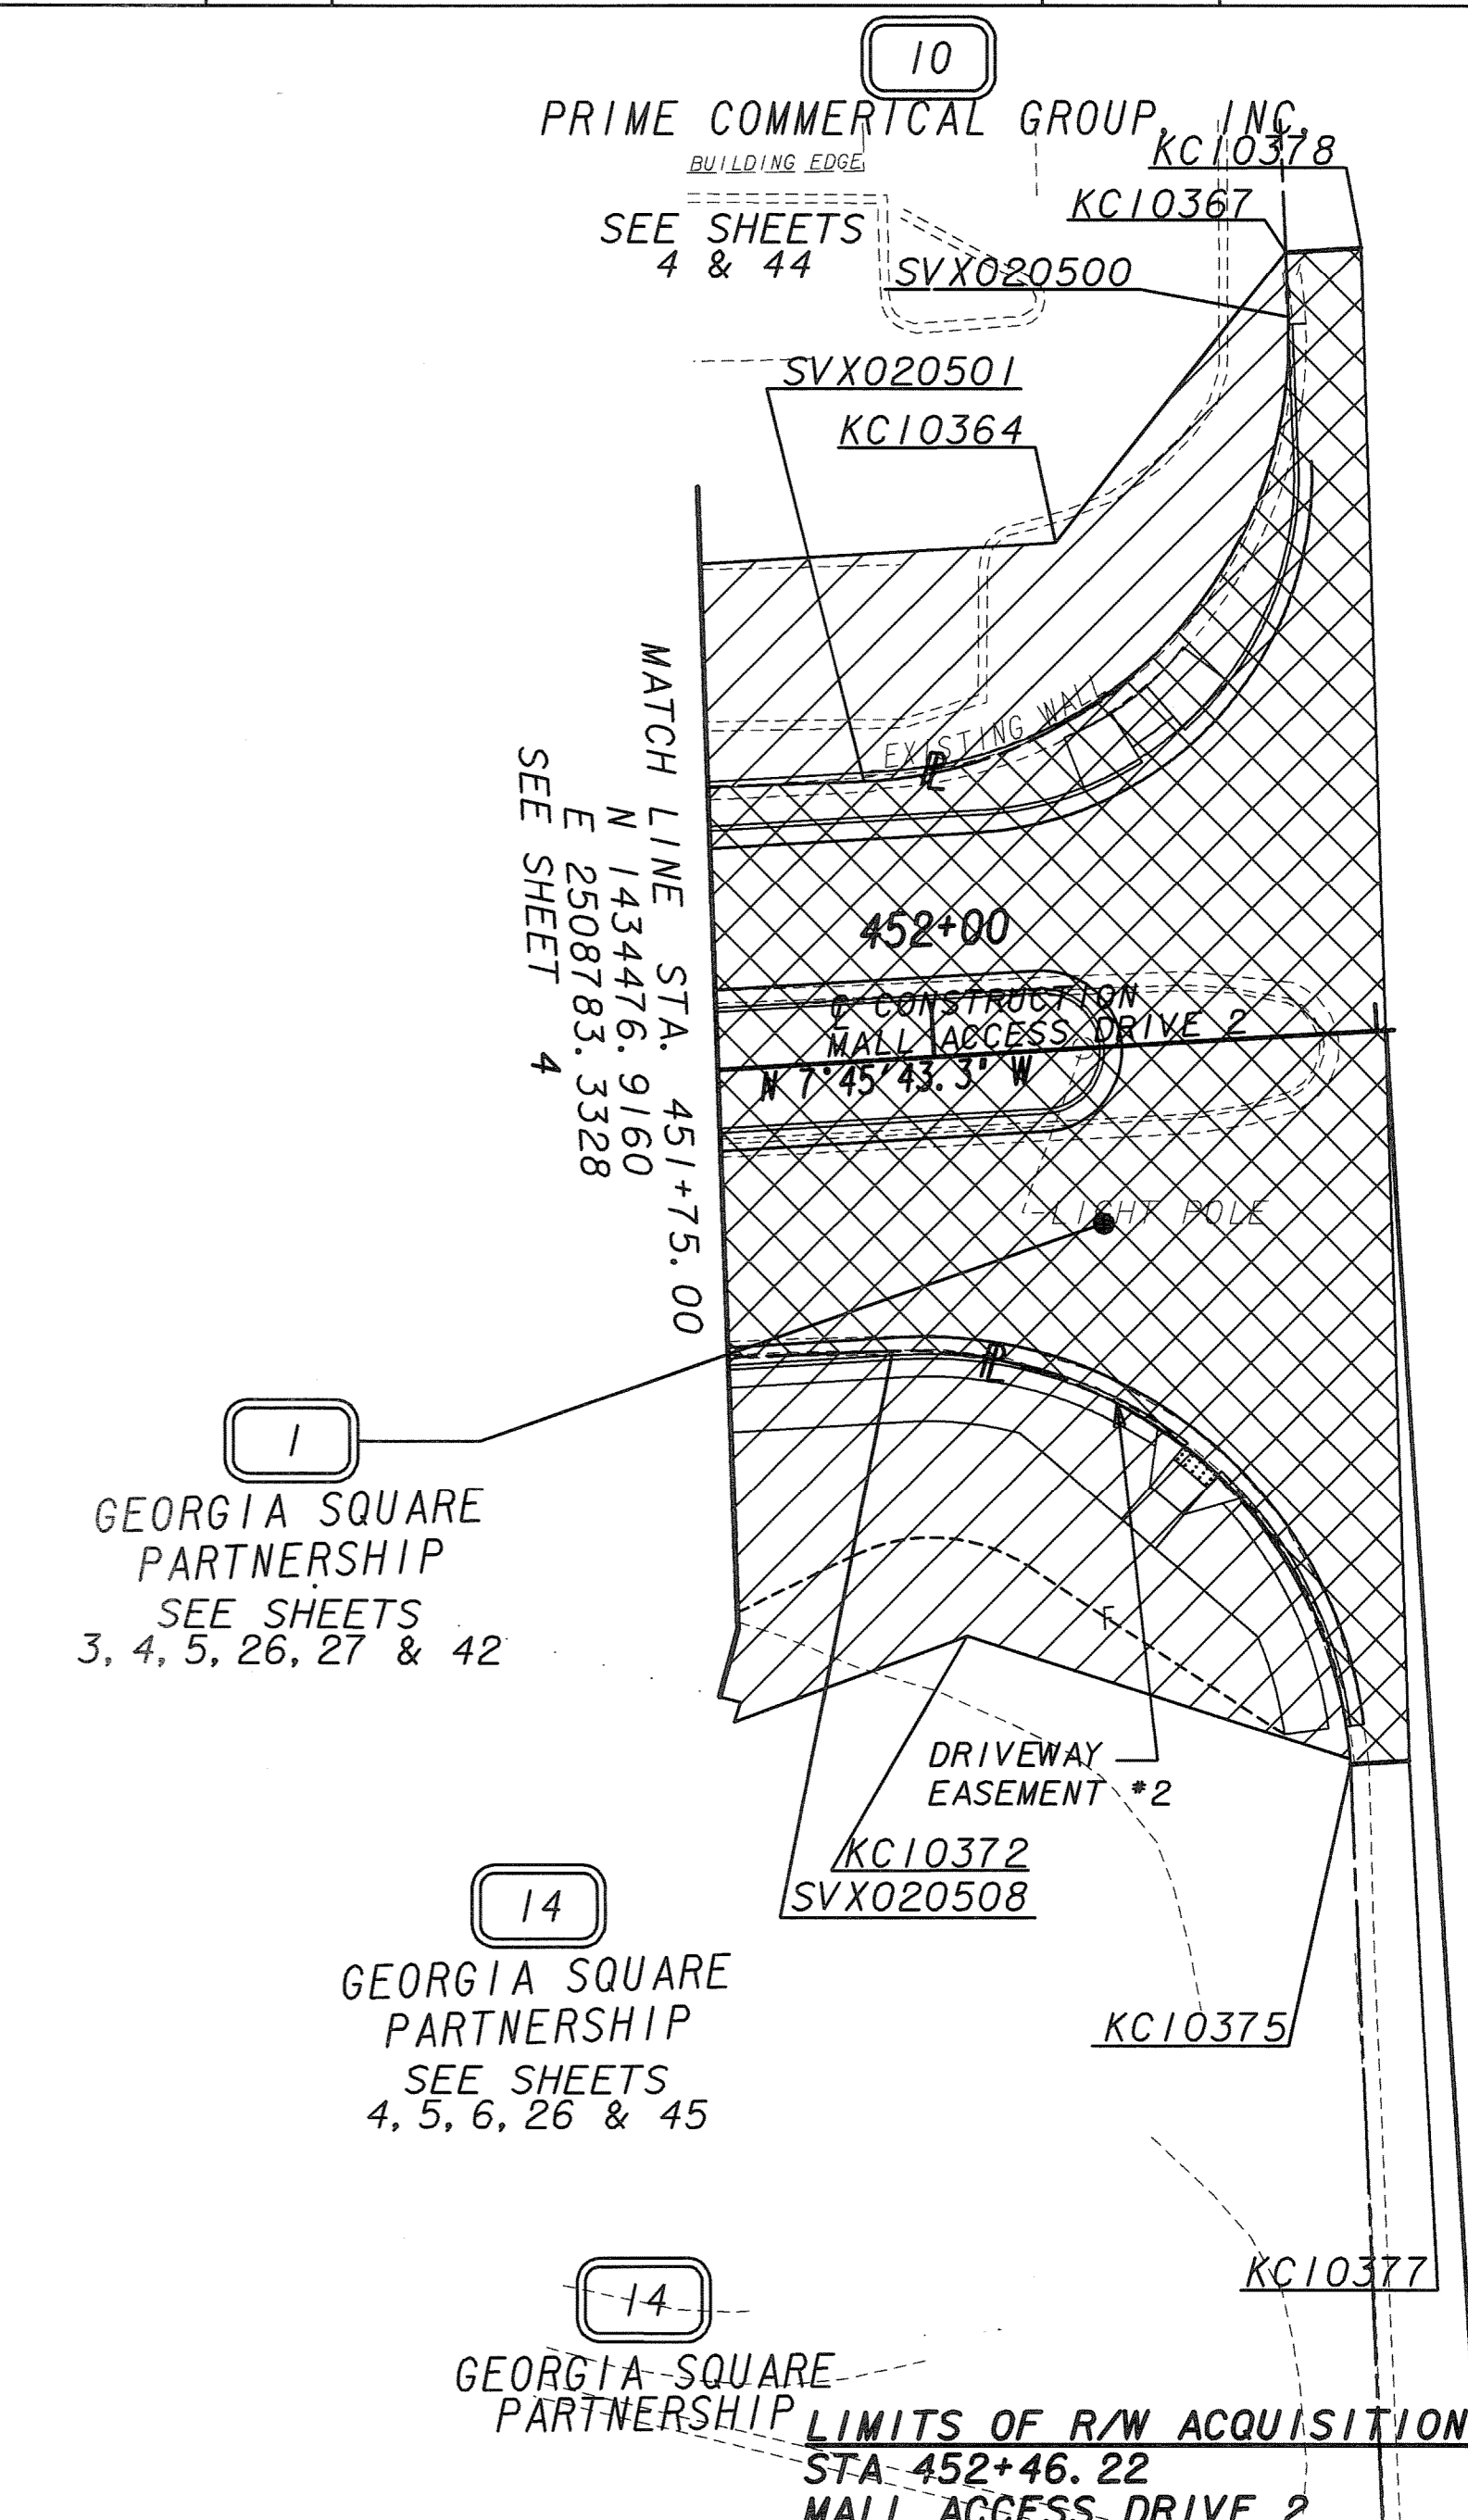 10
PRIME COMMERICAL GROUP, INC.
BUILDING EDGE
SEE SHEETS
4 & 44
KC10378
KC10367
SVX020500
SVX020501
KC10364
MATCH LINE STA. 451+75.00
N 1434476.9160
E 2508783.3328
SEE SHEET 4
EXISTING WALL
PL
452+00
CL CONSTRUCTION
MALL ACCESS DRIVE 2
N 7°45'43.3" W
LIGHT POLE
PL
1
GEORGIA SQUARE
PARTNERSHIP
SEE SHEETS
3, 4, 5, 26, 27 & 42
F
DRIVEWAY
EASEMENT #2
KC10372
SVX020508
14
GEORGIA SQUARE
PARTNERSHIP
SEE SHEETS
4, 5, 6, 26 & 45
KC10375
KC10377
14
GEORGIA SQUARE
PARTNERSHIP
LIMITS OF R/W ACQUISITION
STA 452+46.22
MALL ACCESS DRIVE 2